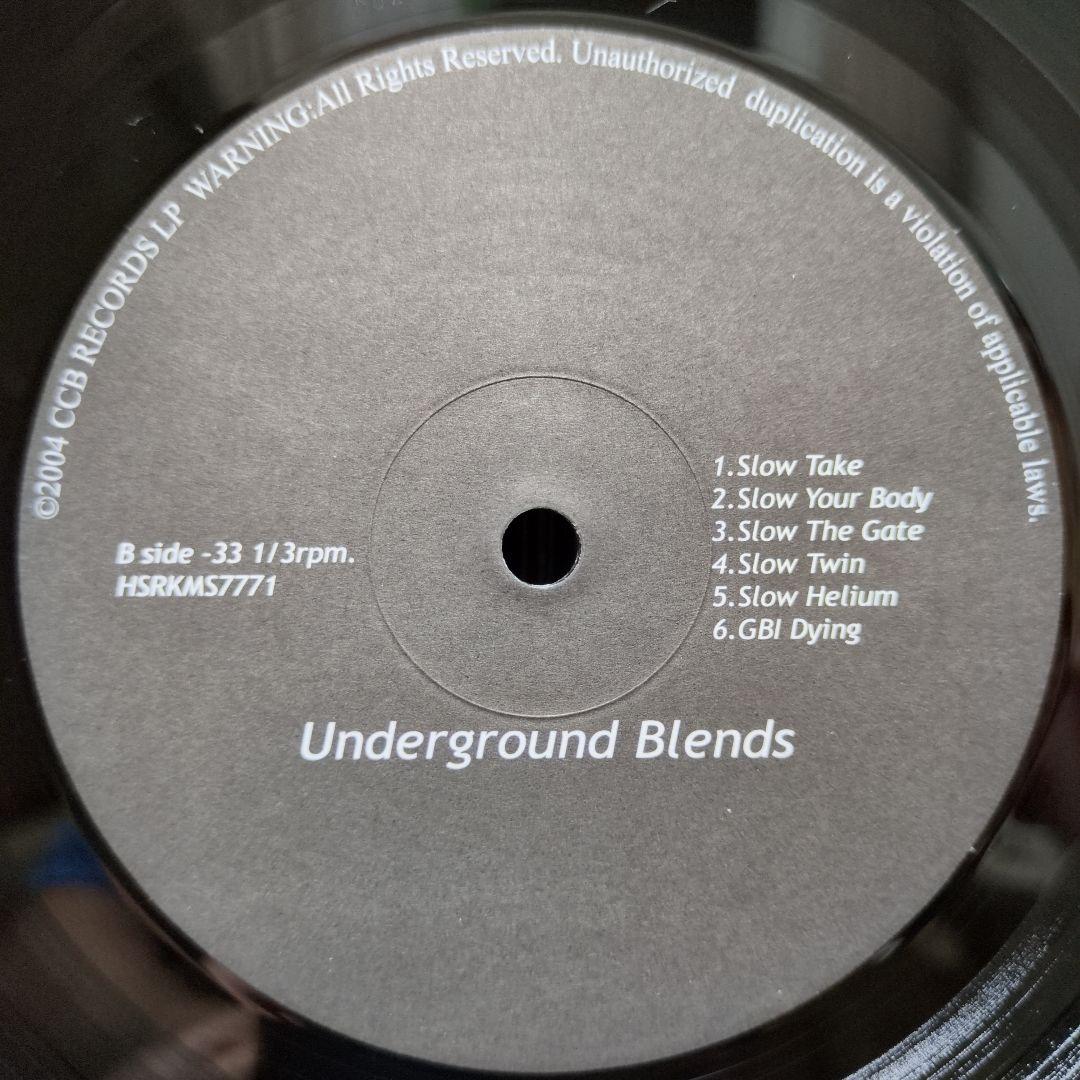 ©2004 CCB RECORDS LP WARNING:All Rights Reserved. Unauthorized duplication is a violation of applicable laws.
B side -33 1/3rpm.
HSRKMS7771
1.Slow Take
2.Slow Your Body
3.Slow The Gate
4.Slow Twin
5.Slow Helium
6.GBI Dying
Underground Blends